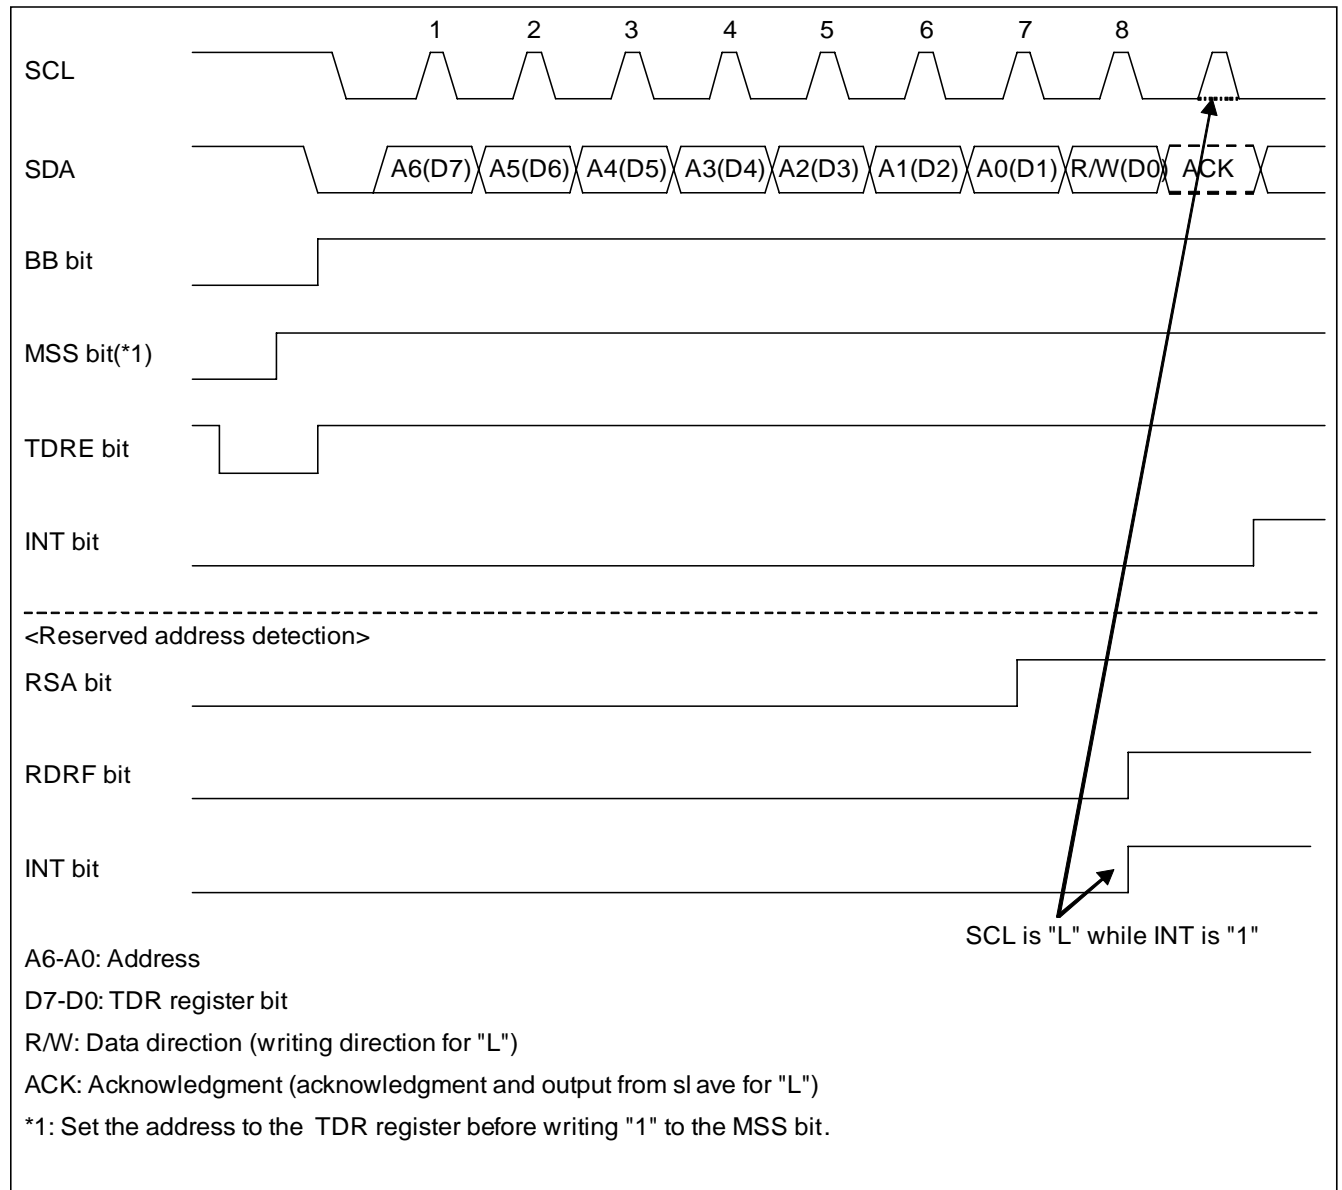 1 2 3 4 5 6 7 8
SCL
SDA A6(D7) A5(D6) A4(D5) A3(D4) A2(D3) A1(D2) A0(D1) R/W(D0) ACK
BB bit
MSS bit(*1)
TDRE bit
INT bit
<Reserved address detection>
RSA bit
RDRF bit
INT bit
SCL is "L" while INT is "1"
A6-A0: Address
D7-D0: TDR register bit
R/W: Data direction (writing direction for "L")
ACK: Acknowledgment (acknowledgment and output from sl ave for "L")
*1: Set the address to the TDR register before writing "1" to the MSS bit.